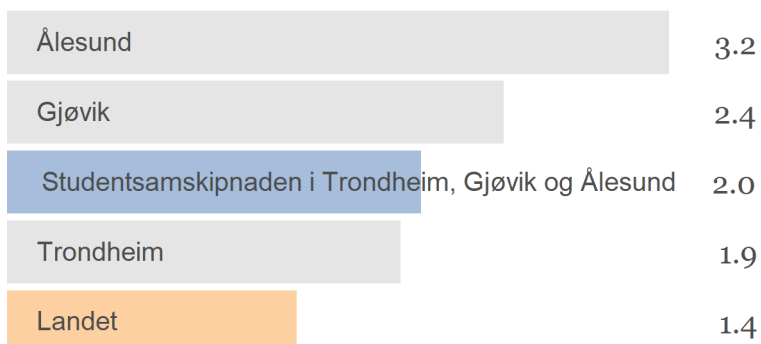 Ålesund 3.2
Gjøvik 2.4
Studentsamskipnaden i Trondheim, Gjøvik og Ålesund 2.0
Trondheim 1.9
Landet 1.4